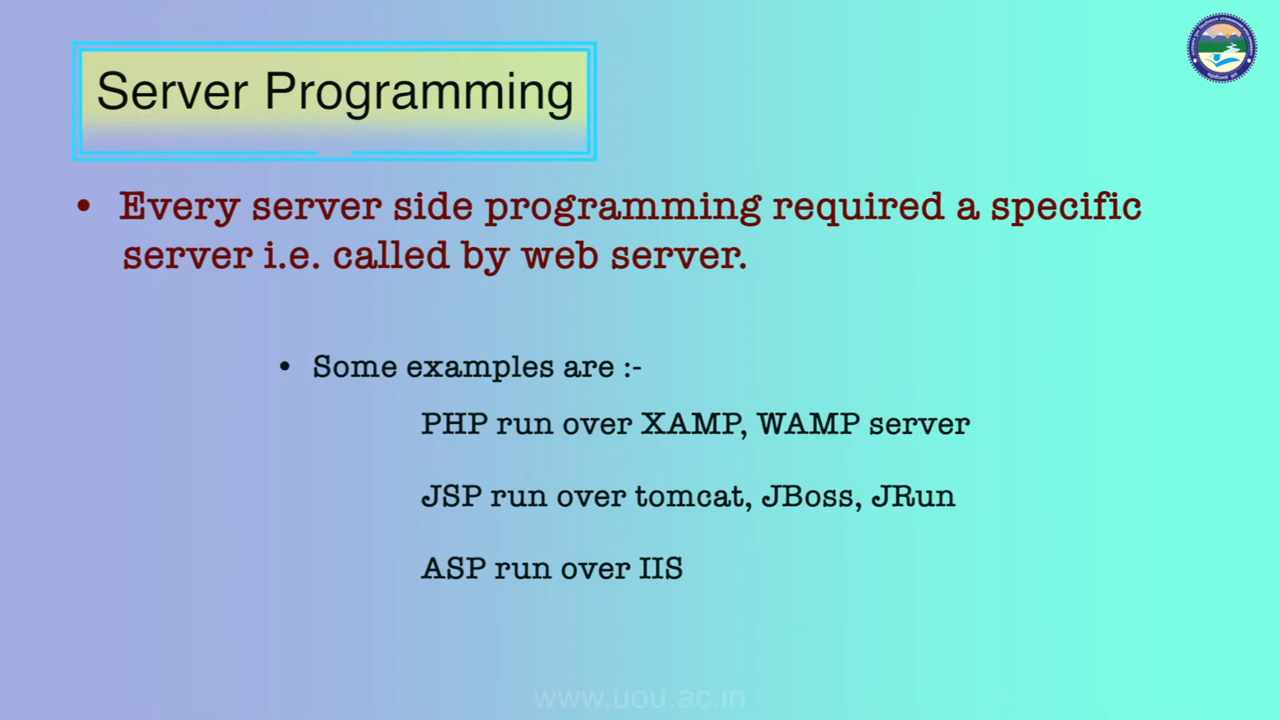 Server Programming
• Every server side programming required a specific
server i.e. called by web server.
• Some examples are :-
PHP run over XAMP, WAMP server
JSP run over tomcat, JBoss, JRun
ASP run over IIS
www.uou.ac.in